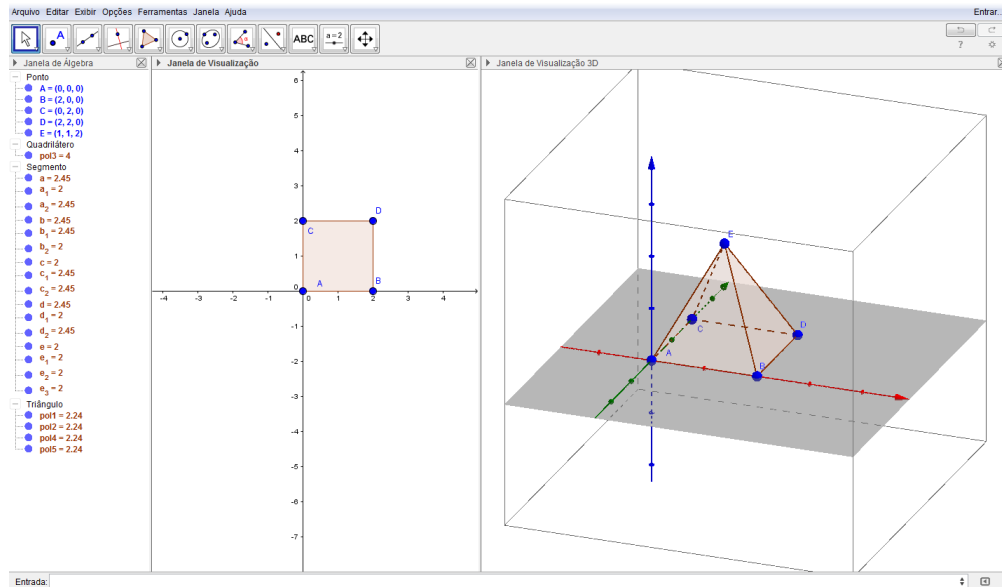 Arquivo Editar Exibir Opções Ferramentas Janela Ajuda
Entrar...
A
ABC
a = 2
?
Janela de Álgebra
Ponto
A = (0, 0, 0)
B = (2, 0, 0)
C = (0, 2, 0)
D = (2, 2, 0)
E = (1, 1, 2)
Quadrilátero
pol3 = 4
Segmento
a = 2.45
a1 = 2
a2 = 2.45
b = 2.45
b1 = 2.45
b2 = 2
c = 2
c1 = 2.45
c2 = 2.45
d = 2.45
d1 = 2
d2 = 2.45
e = 2
e1 = 2
e2 = 2
e3 = 2
Triângulo
pol1 = 2.24
pol2 = 2.24
pol4 = 2.24
pol5 = 2.24
Janela de Visualização
6
5
4
3
2
1
0
-4 -3 -2 -1 0 1 2 3 4
-1
-2
-3
-4
-5
-6
-7
C
D
A
B
Janela de Visualização 3D
E
C
D
A
B
Entrada: